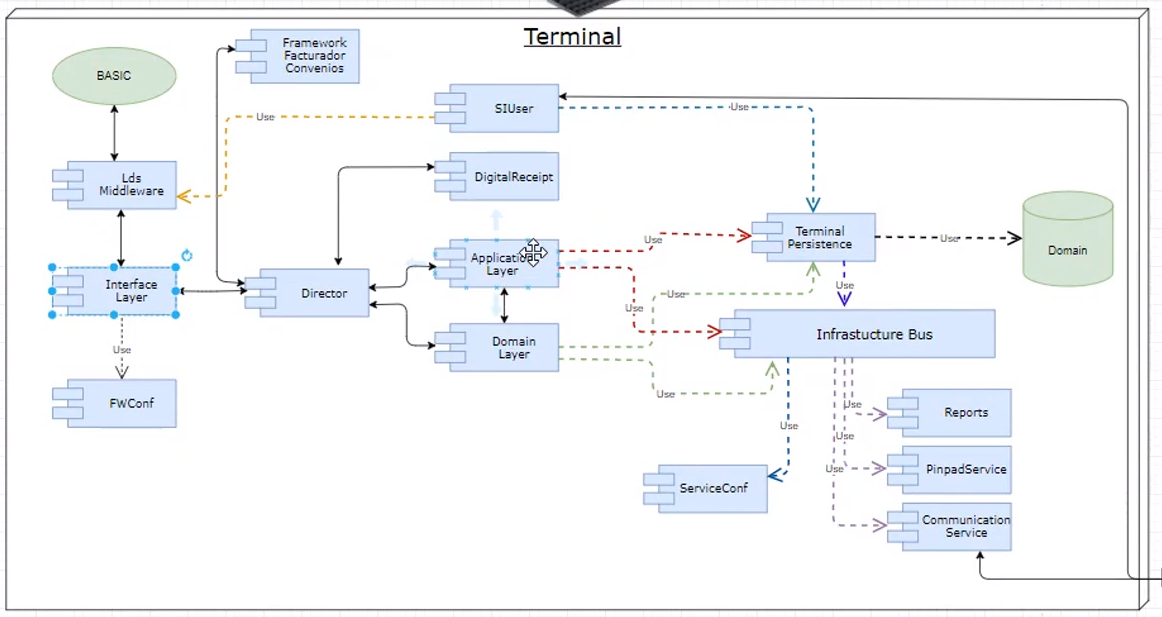 Terminal
Framework
Facturador
Convenios
BASIC
SIUser
Use
Use
Lds
Middleware
DigitalReceipt
Terminal
Persistence
Use
Domain
Application
Layer
Use
Interface
Layer
Director
Use
Use
Use
Infrastucture Bus
Domain
Layer
Use
Use
FWConf
Use
Use
Reports
Use
Use
PinpadService
Use
ServiceConf
Communication
Service